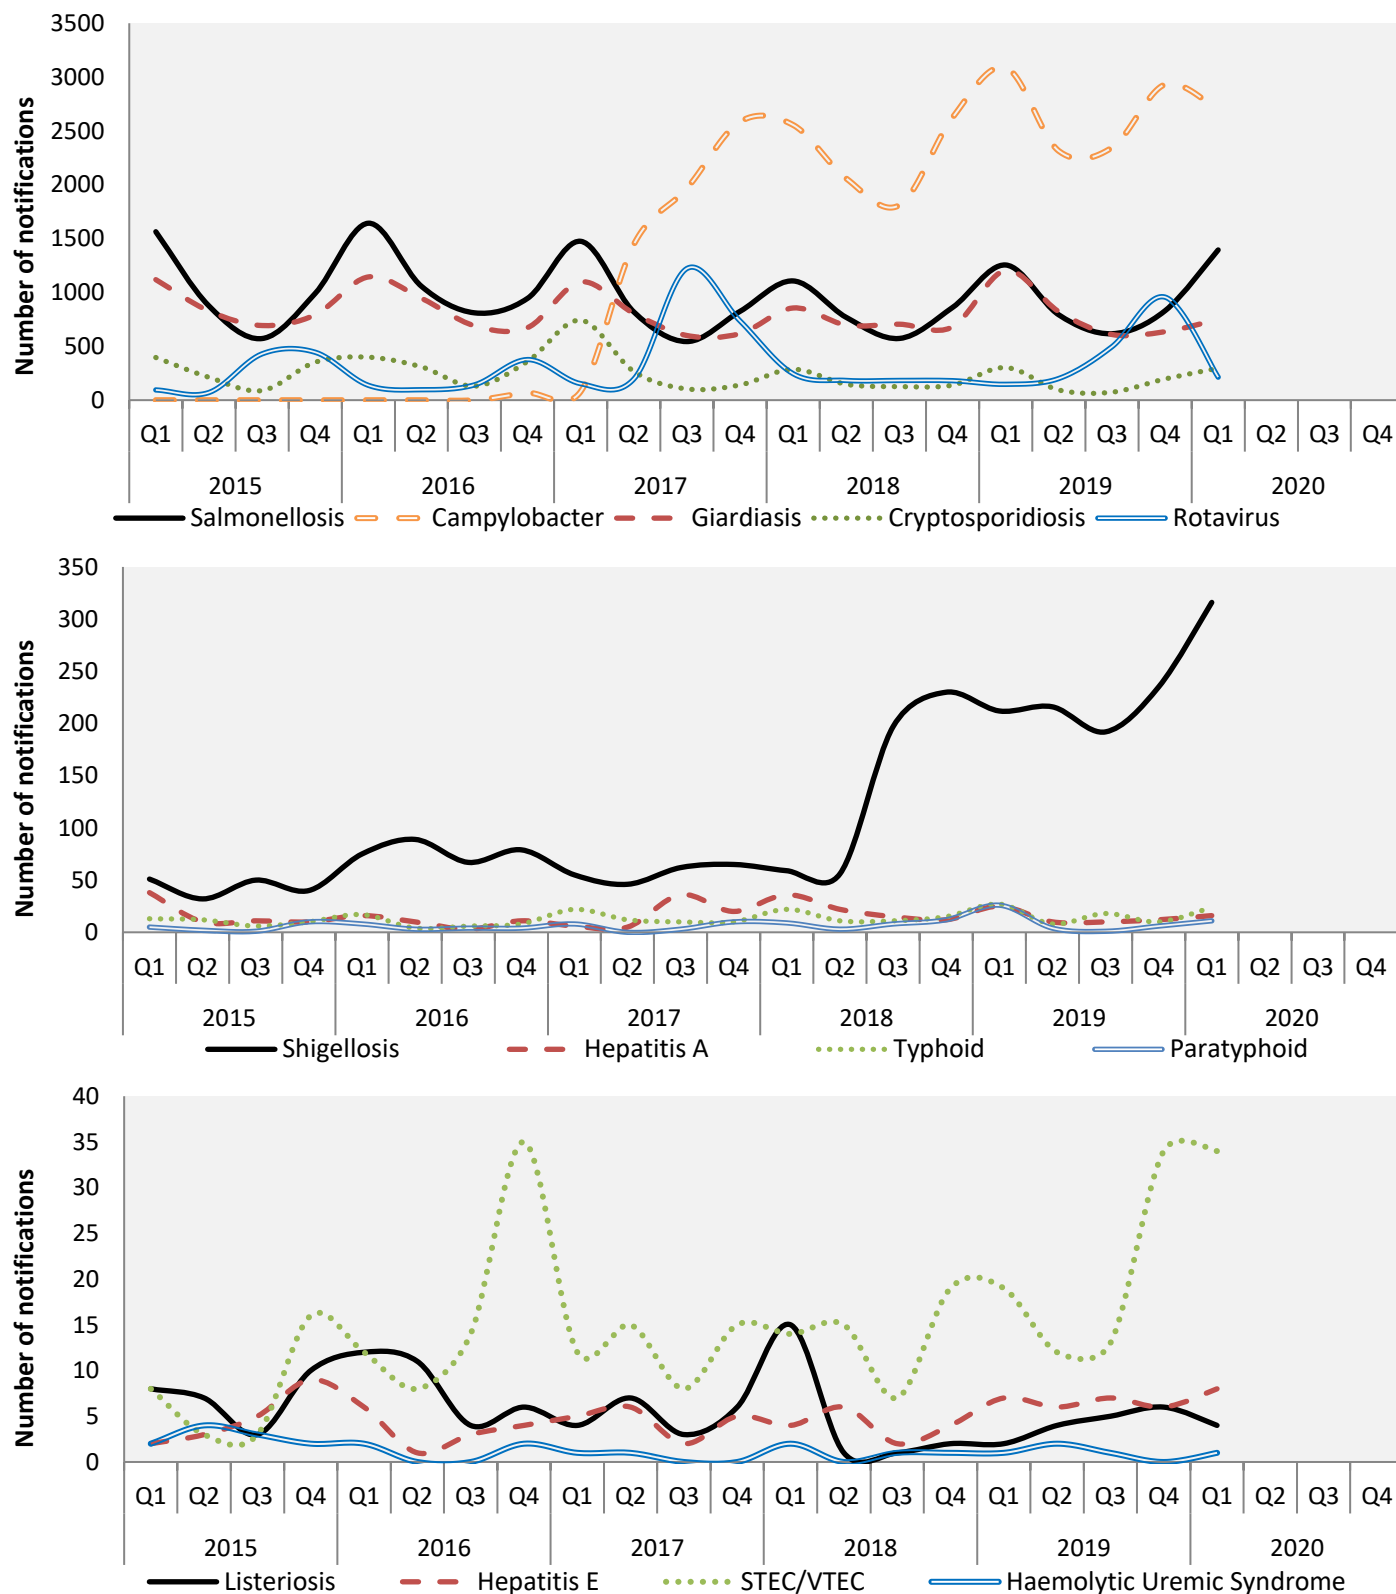 Number of notifications
3500
3000
2500
2000
1500
1000
500
0
Q1 Q2 Q3 Q4 Q1 Q2 Q3 Q4 Q1 Q2 Q3 Q4 Q1 Q2 Q3 Q4 Q1 Q2 Q3 Q4 Q1 Q2 Q3 Q4
2015 2016 2017 2018 2019 2020
Salmonellosis Campylobacter Giardiasis Cryptosporidiosis Rotavirus
Number of notifications
350
300
250
200
150
100
50
0
Q1 Q2 Q3 Q4 Q1 Q2 Q3 Q4 Q1 Q2 Q3 Q4 Q1 Q2 Q3 Q4 Q1 Q2 Q3 Q4 Q1 Q2 Q3 Q4
2015 2016 2017 2018 2019 2020
Shigellosis Hepatitis A Typhoid Paratyphoid
Number of notifications
40
35
30
25
20
15
10
5
0
Q1 Q2 Q3 Q4 Q1 Q2 Q3 Q4 Q1 Q2 Q3 Q4 Q1 Q2 Q3 Q4 Q1 Q2 Q3 Q4 Q1 Q2 Q3 Q4
2015 2016 2017 2018 2019 2020
Listeriosis Hepatitis E STEC/VTEC Haemolytic Uremic Syndrome